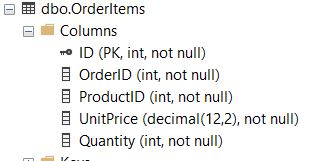 dbo.OrderItems
Columns
ID (PK, int, not null)
OrderID (int, not null)
ProductID (int, not null)
UnitPrice (decimal(12,2), not null)
Quantity (int, not null)